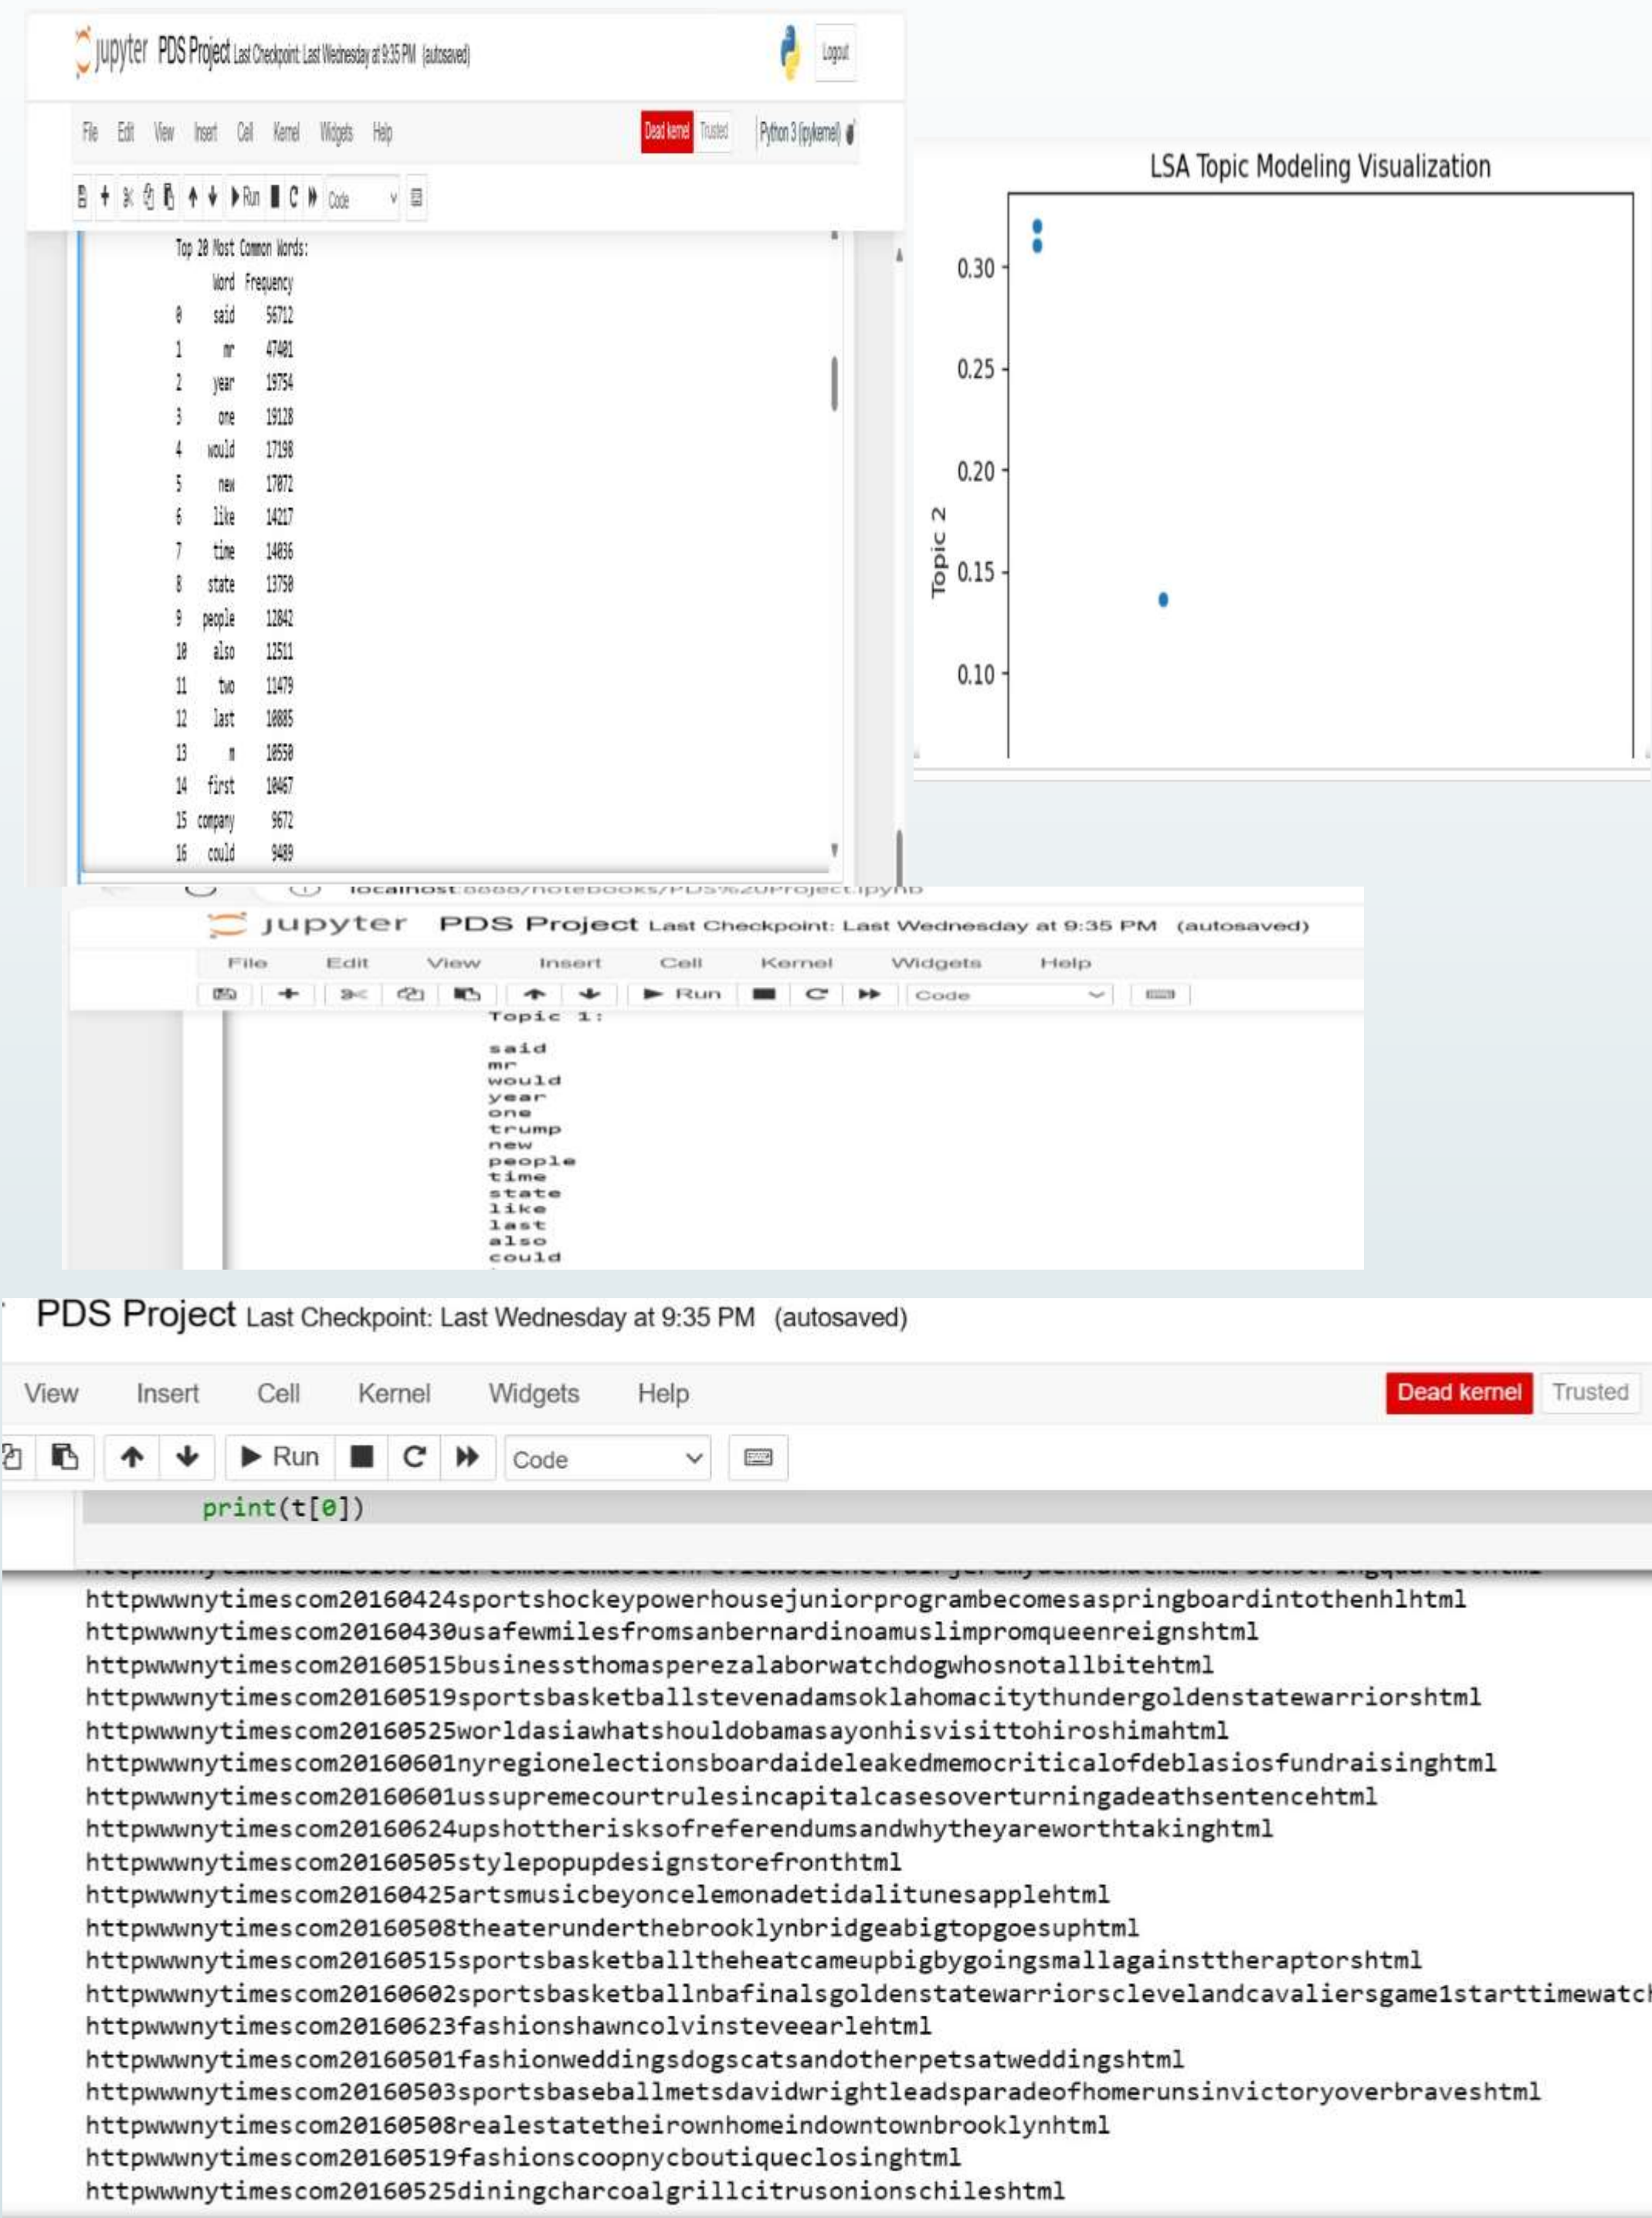 jupyter PDS Project Last Checkpoint: Last Wednesday at 9:35 PM (autosaved)
Logout
File Edit View Insert Cell Kernel Widgets Help
Dead kernel Trusted Python 3 (ipykernel)
Run Code
Top 20 Most Common Words:
Word Frequency
0 said 56712
1 mr 47401
2 year 19754
3 one 19128
4 would 17198
5 new 17072
6 like 14217
7 time 14036
8 state 13750
9 people 12842
10 also 12511
11 two 11479
12 last 10885
13 m 10550
14 first 10467
15 company 9672
16 could 9489
LSA Topic Modeling Visualization
0.30
0.25
0.20
0.15
0.10
Topic 2
localhost:8888/notebooks/PDS%20Project.ipynb
jupyter PDS Project Last Checkpoint: Last Wednesday at 9:35 PM (autosaved)
File Edit View Insert Cell Kernel Widgets Help
Run Code
Topic 1:
said
mr
would
year
one
trump
new
people
time
state
like
last
also
could
PDS Project Last Checkpoint: Last Wednesday at 9:35 PM (autosaved)
View Insert Cell Kernel Widgets Help
Dead kernel Trusted
Run Code
print(t[0])
httpwwwnytimescom20160424sportshockeypowerhousejuniorprogrambecomesaspringboardintothenhlhtml
httpwwwnytimescom20160430usafewmilesfromsanbernardinoamuslimpromqueenreignshtml
httpwwwnytimescom20160515businessthomasperezalaborwatchdogwhosnotallbitehtml
httpwwwnytimescom20160519sportsbasketballstevenadamsoklahomacitythundergoldenstatewarriorshtml
httpwwwnytimescom20160525worldasiawhatshouldobamasayonhisvisittohiroshimahtml
httpwwwnytimescom20160601nyregionelectionsboardaideleakedmemocriticalofdeblasiosfundraisinghtml
httpwwwnytimescom20160601ussupremecourtrulesincapitalcasesoverturningadeathsentencehtml
httpwwwnytimescom20160624upshottherisksofreferendumsandwhytheyareworthtakinghtml
httpwwwnytimescom20160505stylepopupdesignstorefronthtml
httpwwwnytimescom20160425artsmusicbeyoncelemonadetidalitunesapplehtml
httpwwwnytimescom20160508theaterunderthebrooklynbridgeabigtopgoesuphtml
httpwwwnytimescom20160515sportsbasketballtheheatcameupbigbygoingsmallagainsttheraptorshtml
httpwwwnytimescom20160602sportsbasketballnbafinalsgoldenstatewarriorsclevelandcavaliersgame1starttimewatch
httpwwwnytimescom20160623fashionshawncolvinsteveearlehtml
httpwwwnytimescom20160501fashionweddingsdogscatsandotherpetsatweddingshtml
httpwwwnytimescom20160503sportsbaseballmetsdavidwrightleadsparadeofhomerunsinvictoryoverbraveshtml
httpwwwnytimescom20160508realestatetheirownhomeindowntownbrooklynhtml
httpwwwnytimescom20160519fashionscoopnycboutiqueclosinghtml
httpwwwnytimescom20160525diningcharcoalgrillcitrusonionschileshtml